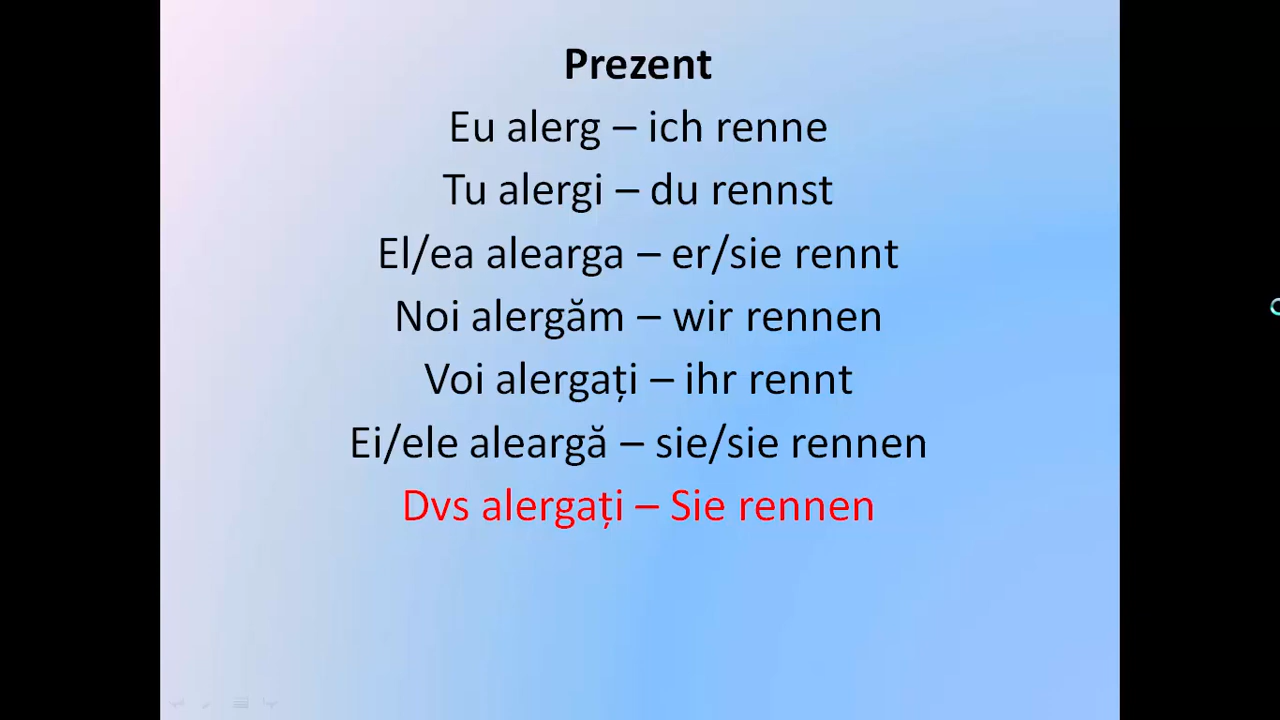 Prezent
Eu alerg – ich renne
Tu alergi – du rennst
El/ea alearga – er/sie rennt
Noi alergăm – wir rennen
Voi alergați – ihr rennt
Ei/ele aleargă – sie/sie rennen
Dvs alergați – Sie rennen